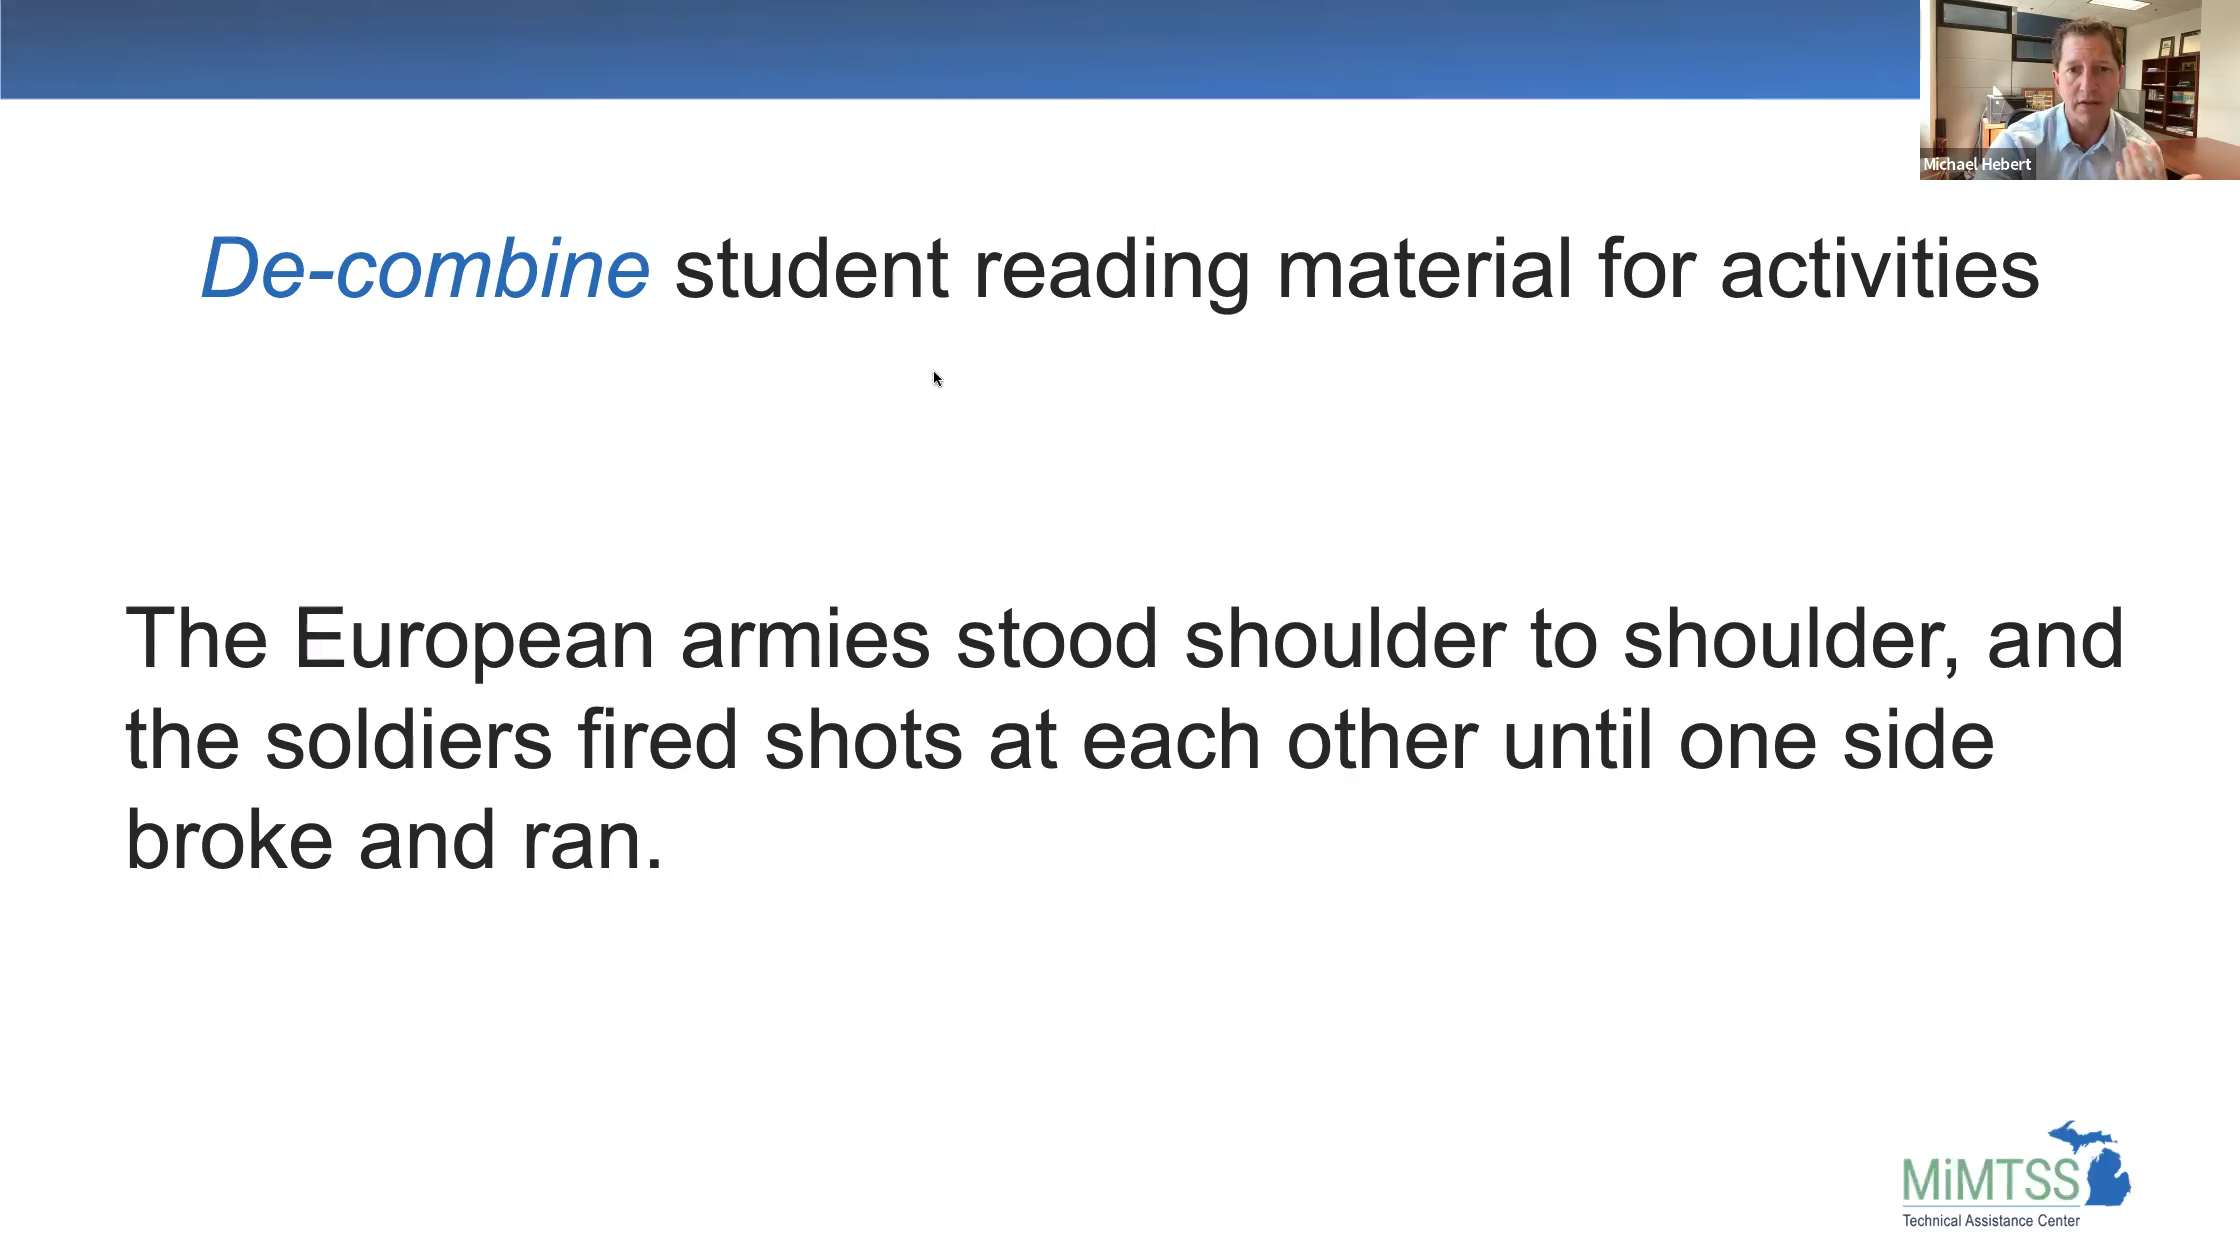 Michael Hebert
De-combine student reading material for activities
The European armies stood shoulder to shoulder, and
the soldiers fired shots at each other until one side
broke and ran.
MiMTSS
Technical Assistance Center